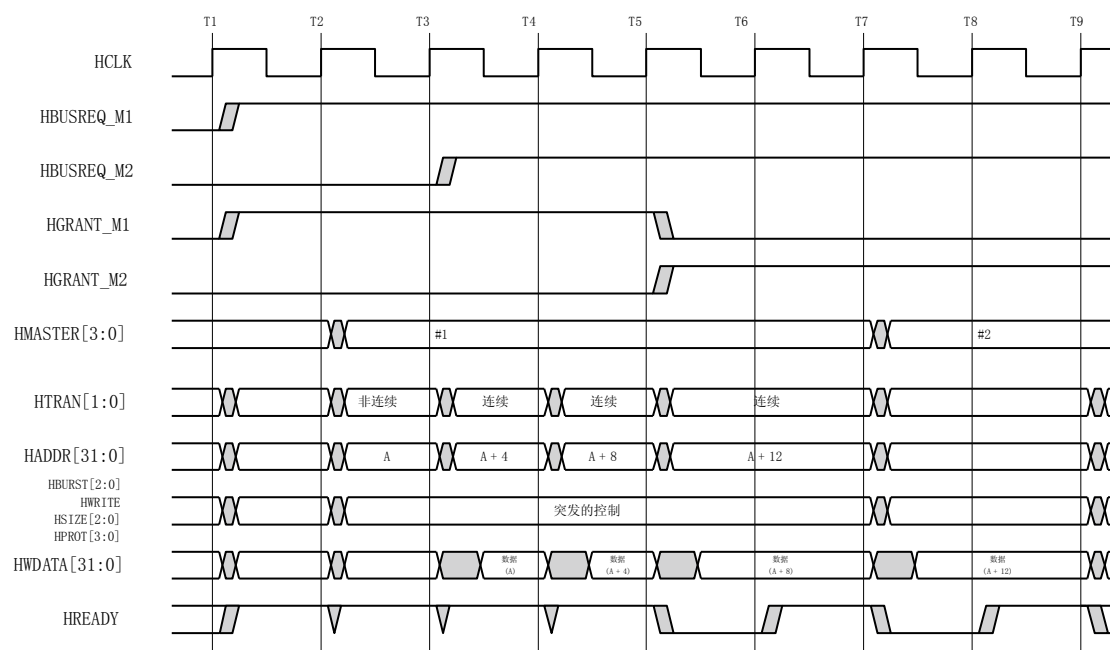 T1 T2 T3 T4 T5 T6 T7 T8 T9
HCLK
HBUSREQ_M1
HBUSREQ_M2
HGRANT_M1
HGRANT_M2
HMASTER[3:0] #1 #2
HTRAN[1:0] 非连续 连续 连续 连续
HADDR[31:0] A A + 4 A + 8 A + 12
HBURST[2:0]
HWRITE
突发的控制
HSIZE[2:0]
HPROT[3:0]
HWDATA[31:0] 数据 数据 数据 数据
(A) (A + 4) (A + 8) (A + 12)
HREADY